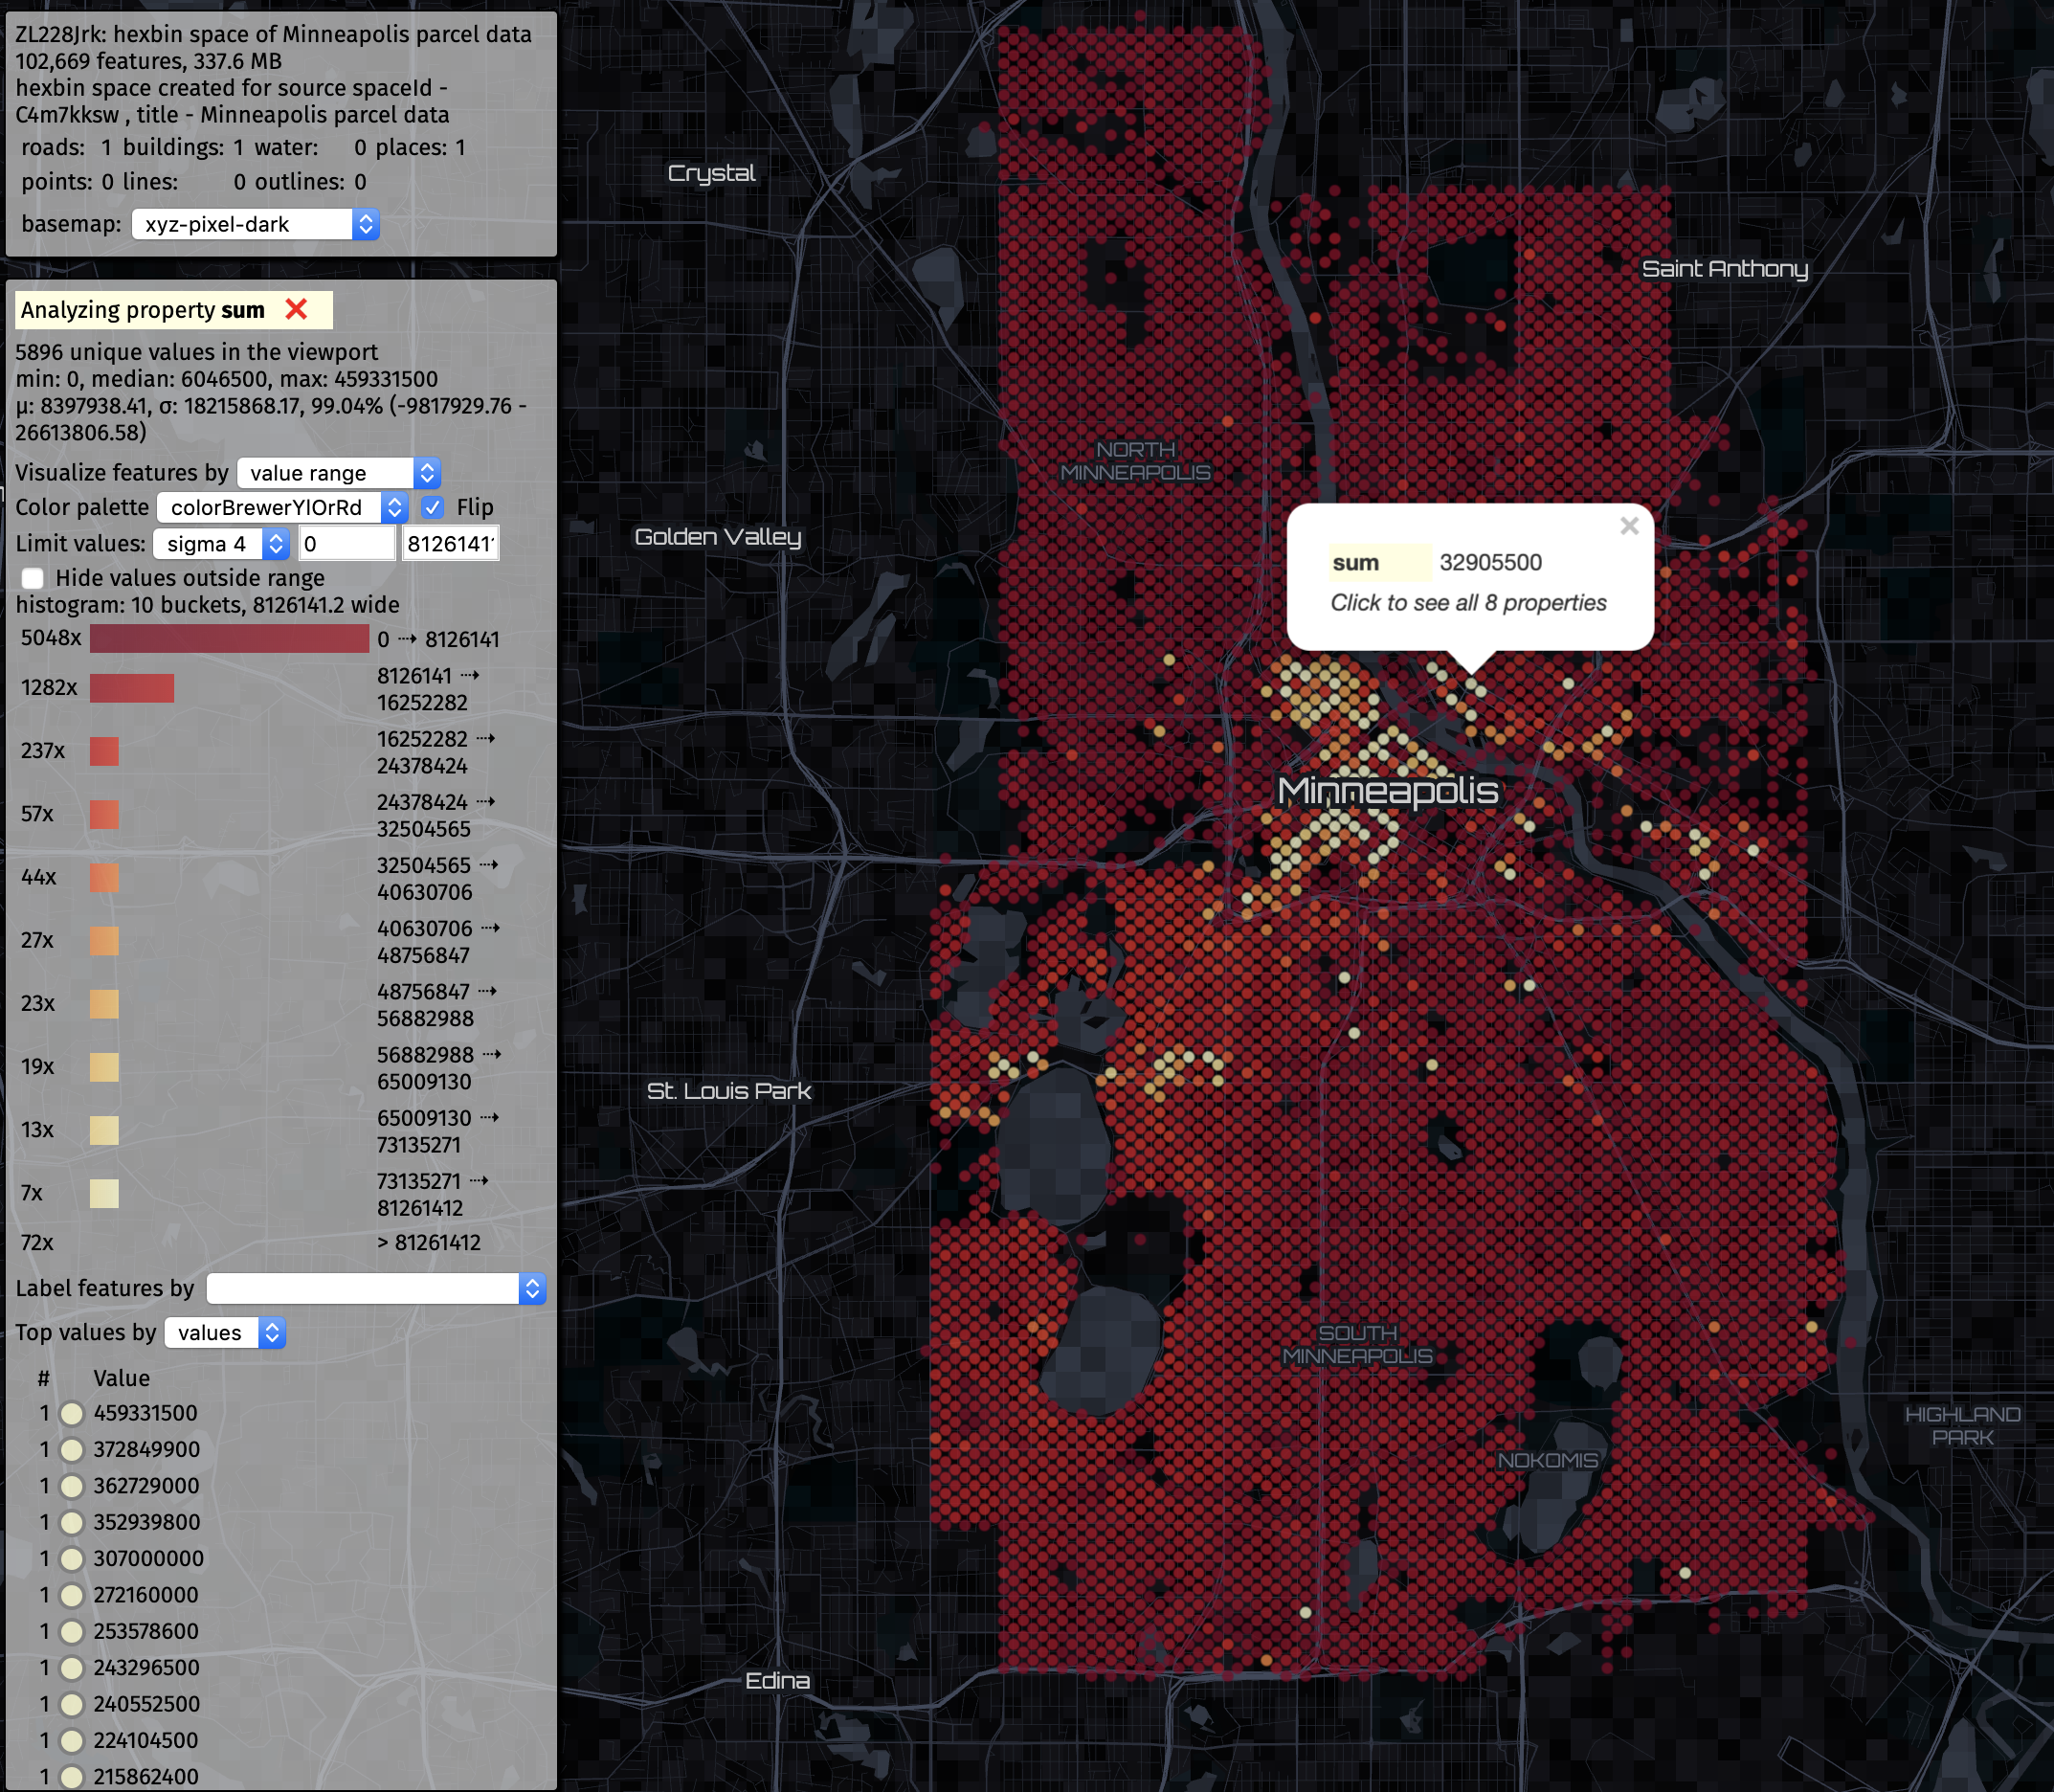 ZL228Jrk: hexbin space of Minneapolis parcel data
102,669 features, 337.6 MB
hexbin space created for source spaceId -
C4m7kksw , title - Minneapolis parcel data
roads: 1 buildings: 1 water: 0 places: 1
points: 0 lines: 0 outlines: 0
basemap: xyz-pixel-dark
Analyzing property sum
5896 unique values in the viewport
min: 0, median: 6046500, max: 459331500
µ: 8397938.41, σ: 18215868.17, 99.04% (-9817929.76 -
26613806.58)
Visualize features by value range
Color palette colorBrewerYlOrRd Flip
Limit values: sigma 4 0 8126141
Hide values outside range
histogram: 10 buckets, 8126141.2 wide
5048x 0 ⇢ 8126141
1282x 8126141 ⇢
16252282
237x 16252282 ⇢
24378424
57x 24378424 ⇢
32504565
44x 32504565 ⇢
40630706
27x 40630706 ⇢
48756847
23x 48756847 ⇢
56882988
19x 56882988 ⇢
65009130
13x 65009130 ⇢
73135271
7x 73135271 ⇢
81261412
72x > 81261412
Label features by
Top values by values
# Value
1 459331500
1 372849900
1 362729000
1 352939800
1 307000000
1 272160000
1 253578600
1 243296500
1 240552500
1 224104500
1 215862400
Crystal
Saint Anthony
NORTH
MINNEAPOLIS
Golden Valley
sum 32905500
Click to see all 8 properties
Minneapolis
St. Louis Park
SOUTH
MINNEAPOLIS
HIGHLAND
PARK
NOKOMIS
Edina